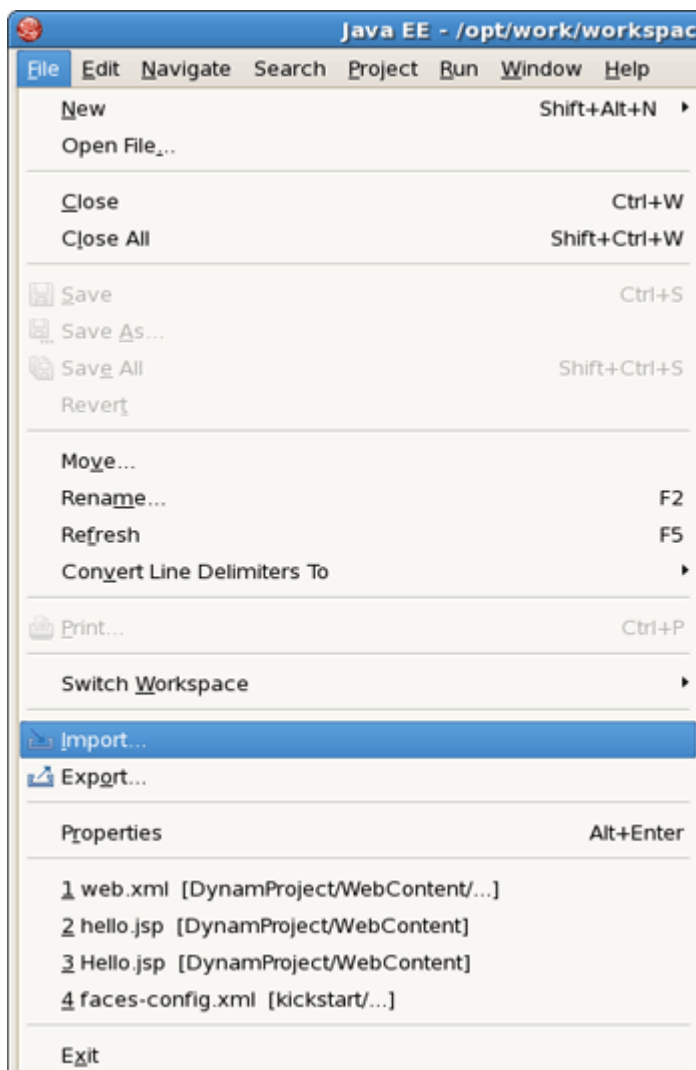 Java EE - /opt/work/workspac
File Edit Navigate Search Project Run Window Help
New Shift+Alt+N
Open File...
Close Ctrl+W
Close All Shift+Ctrl+W
Save Ctrl+S
Save As...
Save All Shift+Ctrl+S
Revert
Move...
Rename... F2
Refresh F5
Convert Line Delimiters To
Print... Ctrl+P
Switch Workspace
Import...
Export...
Properties Alt+Enter
1 web.xml [DynamProject/WebContent/...]
2 hello.jsp [DynamProject/WebContent]
3 Hello.jsp [DynamProject/WebContent]
4 faces-config.xml [kickstart/...]
Exit